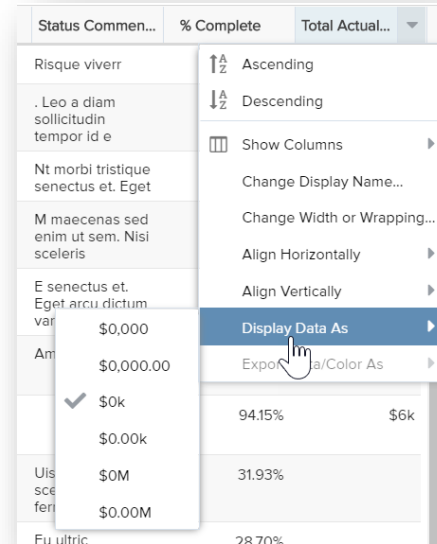 Status Commen... % Complete Total Actual...
Risque viverr
. Leo a diam
sollicitudin
tempor id e
Nt morbi tristique
senectus et. Eget
M maecenas sed
enim ut sem. Nisi
sceleris
E senectus et.
Eget arcu dictum
var
Am
94.15% $6k
Uis
sce
fer
31.93%
Eu ultric
28.70%
Ascending
Descending
Show Columns
Change Display Name...
Change Width or Wrapping...
Align Horizontally
Align Vertically
Display Data As
Export Data/Color As
$0,000
$0,000.00
$0k
$0.00k
$0M
$0.00M